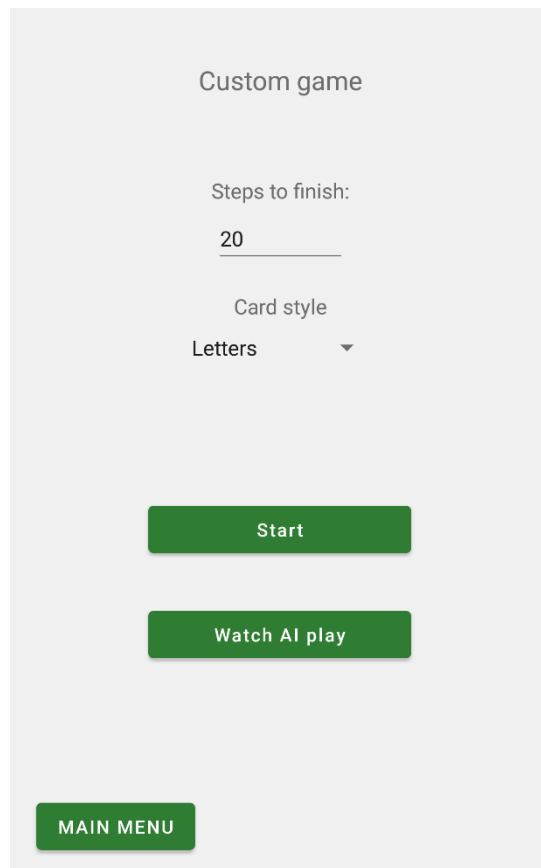 Custom game
Steps to finish:
20
Card style
Letters
Start
Watch AI play
MAIN MENU